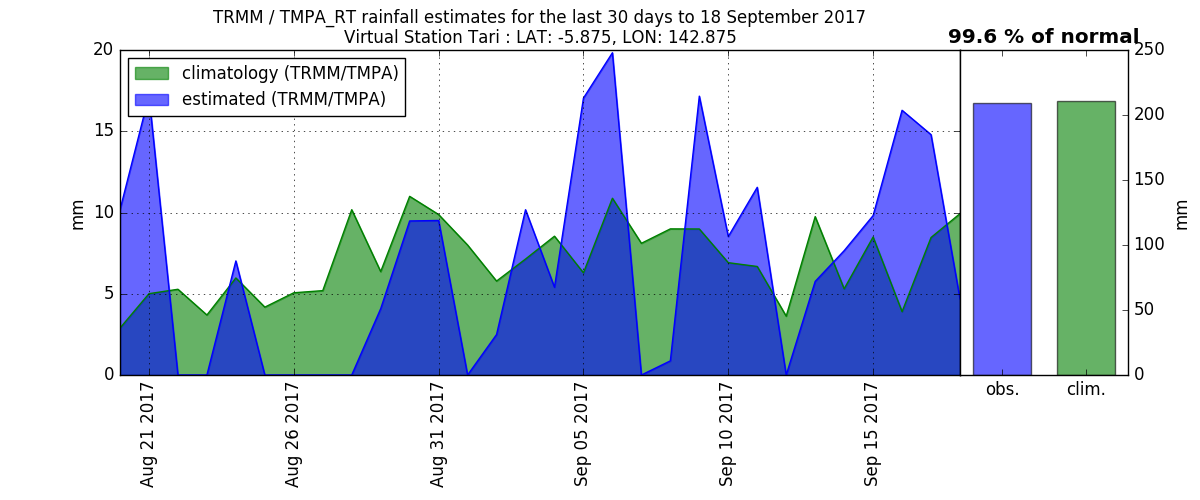 TRMM / TMPA_RT rainfall estimates for the last 30 days to 18 September 2017
Virtual Station Tari : LAT: -5.875, LON: 142.875
99.6 % of normal
climatology (TRMM/TMPA)
estimated (TRMM/TMPA)
20
15
10
5
0
mm
Aug 21 2017
Aug 26 2017
Aug 31 2017
Sep 05 2017
Sep 10 2017
Sep 15 2017
250
200
150
100
50
0
mm
obs.
clim.